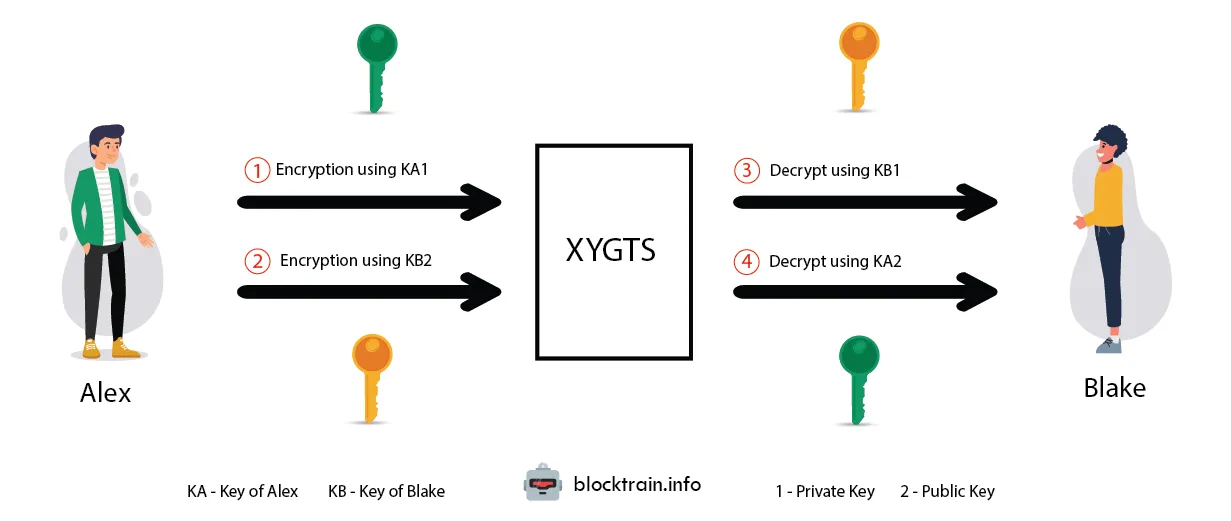 1 Encryption using KA1
3 Decrypt using KB1
XYGTS
2 Encryption using KB2
4 Decrypt using KA2
Alex
Blake
KA - Key of Alex KB - Key of Blake
blocktrain.info
1 - Private Key 2 - Public Key